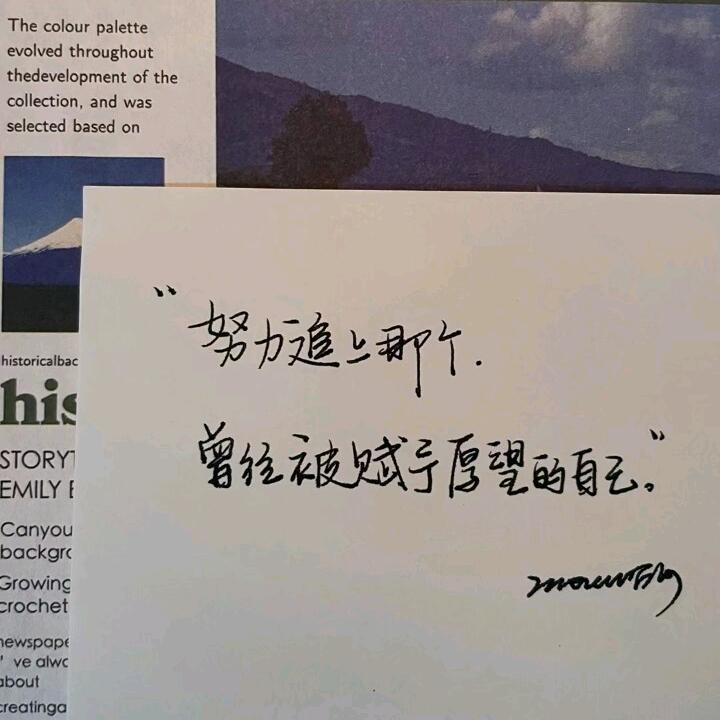 The colour palette
evolved throughout
thedevelopment of the
collection, and was
selected based on
historicalbac
his
STORYT
EMILY E
Canyou
backgro
Growing
crochet
newspape
've alwa
about
creatinga
“努力追上那个.
曾经被赋予厚望的自己。”